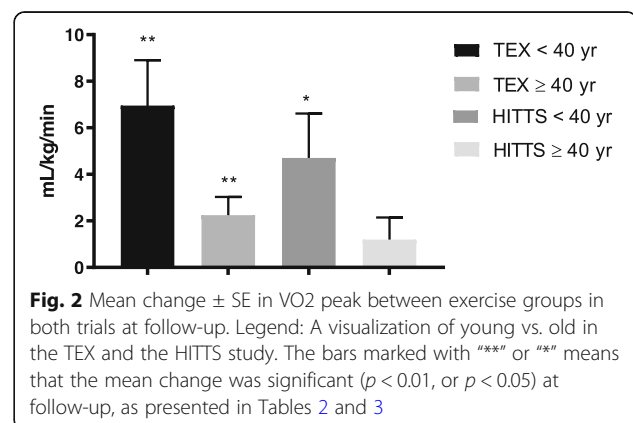 10
8
6
4
2
0
mL/kg/min
**
**
*
TEX < 40 yr
TEX ≥ 40 yr
HITTS < 40 yr
HITTS ≥ 40 yr
Fig. 2 Mean change ± SE in VO2 peak between exercise groups in
both trials at follow-up. Legend: A visualization of young vs. old in
the TEX and the HITTS study. The bars marked with “**” or “*” means
that the mean change was significant (p < 0.01, or p < 0.05) at
follow-up, as presented in Tables 2 and 3